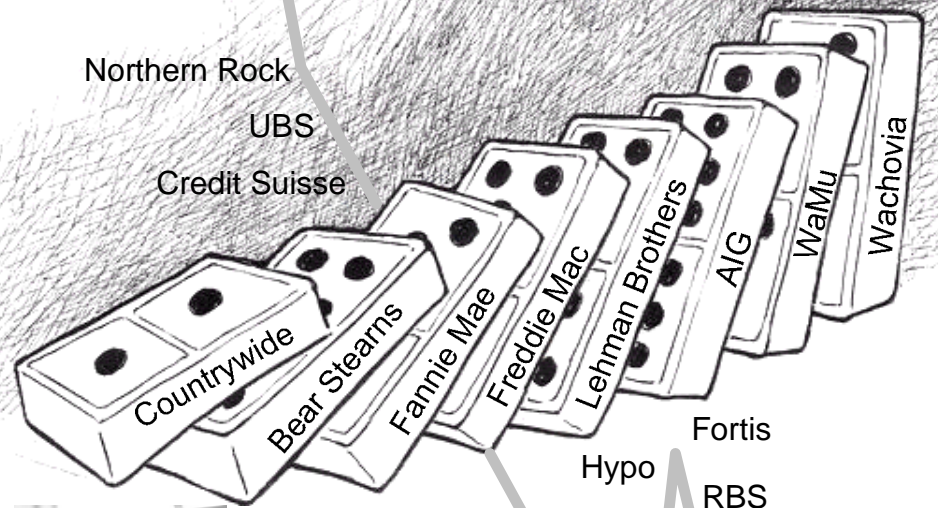 Northern Rock
UBS
Credit Suisse
Countrywide
Bear Stearns
Fannie Mae
Freddie Mac
Lehman Brothers
AIG
WaMu
Wachovia
Fortis
Hypo
RBS